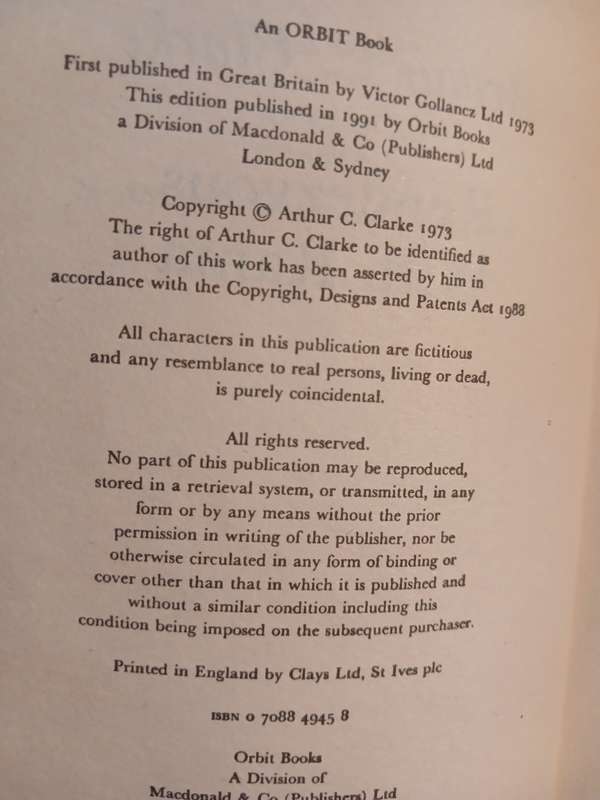 An ORBIT Book
First published in Great Britain by Victor Gollancz Ltd 1973
This edition published in 1991 by Orbit Books
a Division of Macdonald & Co (Publishers) Ltd
London & Sydney
Copyright © Arthur C. Clarke 1973
The right of Arthur C. Clarke to be identified as
author of this work has been asserted by him in
accordance with the Copyright, Designs and Patents Act 1988
All characters in this publication are fictitious
and any resemblance to real persons, living or dead,
is purely coincidental.
All rights reserved.
No part of this publication may be reproduced,
stored in a retrieval system, or transmitted, in any
form or by any means without the prior
permission in writing of the publisher, nor be
otherwise circulated in any form of binding or
cover other than that in which it is published and
without a similar condition including this
condition being imposed on the subsequent purchaser.
Printed in England by Clays Ltd, St Ives plc
ISBN 0 7088 4945 8
Orbit Books
A Division of
Macdonald & Co (Publishers) Ltd